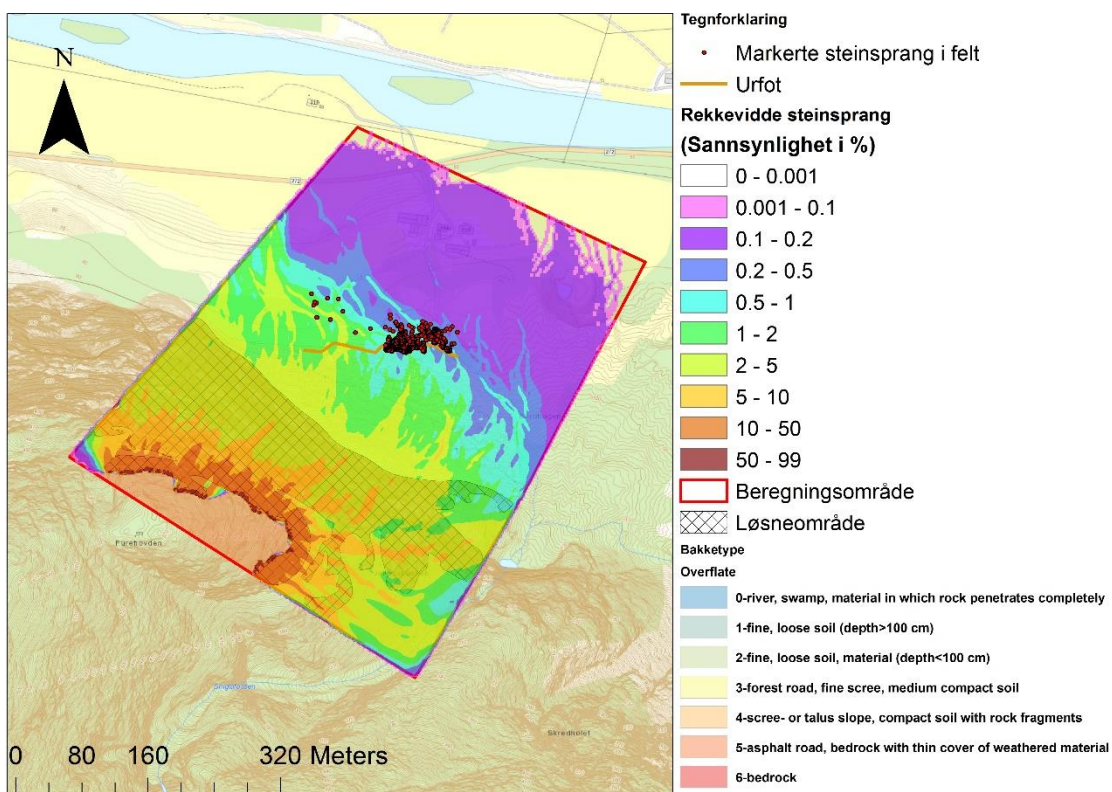 Tegnforklaring
Markerte steinsprang i felt
Urfot
Rekkevidde steinsprang
(Sannsynlighet i %)
0 - 0.001
0.001 - 0.1
0.1 - 0.2
0.2 - 0.5
0.5 - 1
1 - 2
2 - 5
5 - 10
10 - 50
50 - 99
Beregningsområde
Løsneområde
Bakketype
Overflate
0-river, swamp, material in which rock penetrates completely
1-fine, loose soil (depth>100 cm)
2-fine, loose soil, material (depth<100 cm)
3-forest road, fine scree, medium compact soil
4-scree- or talus slope, compact soil with rock fragments
5-asphalt road, bedrock with thin cover of weathered material
6-bedrock
N
Furehovden
Skredholet
0 80 160 320 Meters